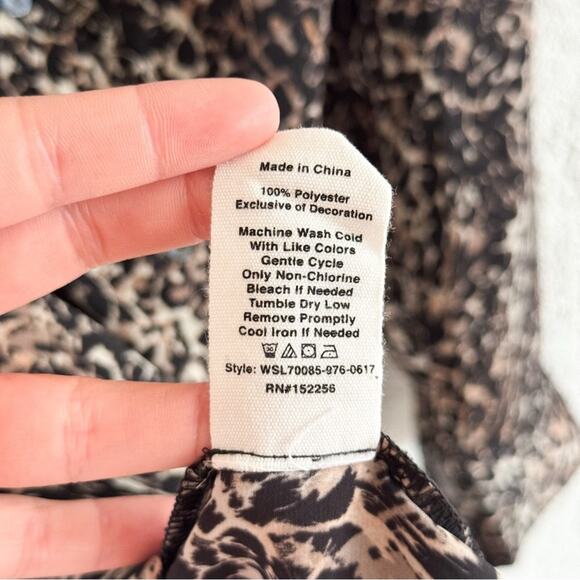 Made in China
100% Polyester
Exclusive of Decoration
Machine Wash Cold
With Like Colors
Gentle Cycle
Only Non-Chlorine
Bleach If Needed
Tumble Dry Low
Remove Promptly
Cool Iron If Needed
Style: WSL70085-976-0617
RN#152256